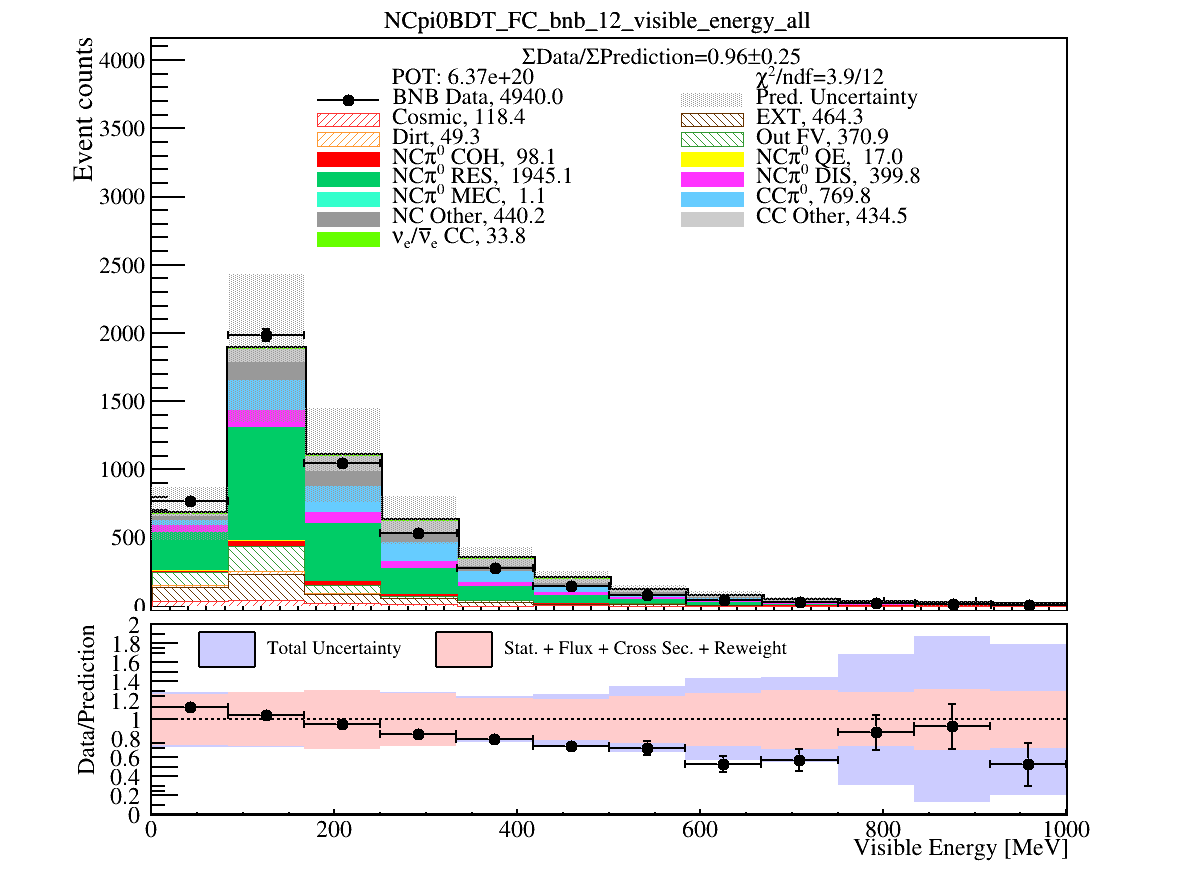 NCpi0BDT_FC_bnb_12_visible_energy_all
ΣData/ΣPrediction=0.96±0.25
POT: 6.37e+20
χ²/ndf=3.9/12
BNB Data, 4940.0
Pred. Uncertainty
Cosmic, 118.4
EXT, 464.3
Dirt, 49.3
Out FV, 370.9
NCπ⁰ COH, 98.1
NCπ⁰ QE, 17.0
NCπ⁰ RES, 1945.1
NCπ⁰ DIS, 399.8
NCπ⁰ MEC, 1.1
CCπ⁰, 769.8
NC Other, 440.2
CC Other, 434.5
νₑ/ν̅ₑ CC, 33.8
Event counts
4000
3500
3000
2500
2000
1500
1000
500
0
Total Uncertainty
Stat. + Flux + Cross Sec. + Reweight
Data/Prediction
2
1.8
1.6
1.4
1.2
1
0.8
0.6
0.4
0.2
0
0 200 400 600 800 1000
Visible Energy [MeV]